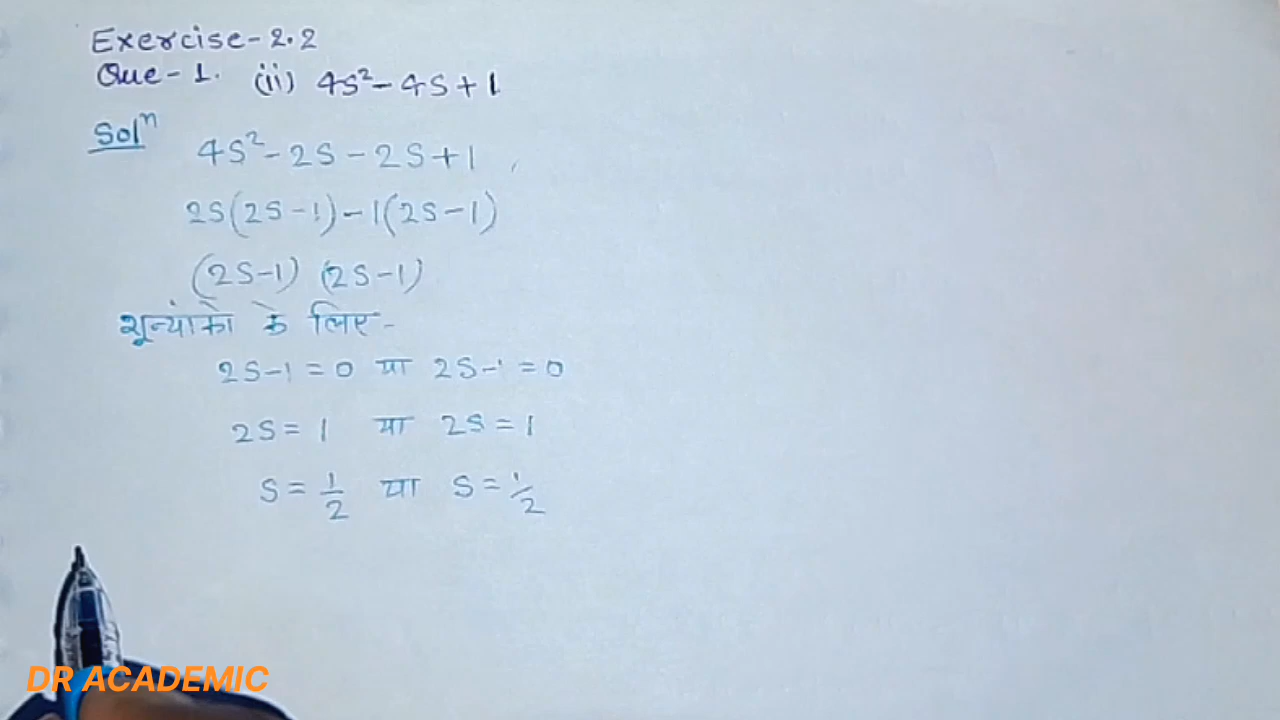 Exercise-2.2
Que-1. (ii) 4s²-4s+1
Solⁿ
4s²-2s-2s+1
2s(2s-1)-1(2s-1)
(2s-1) (2s-1)
शून्यांको के लिए-
2s-1=0 या 2s-1=0
2s=1 या 2s=1
s=1/2 या s=1/2
DR ACADEMIC